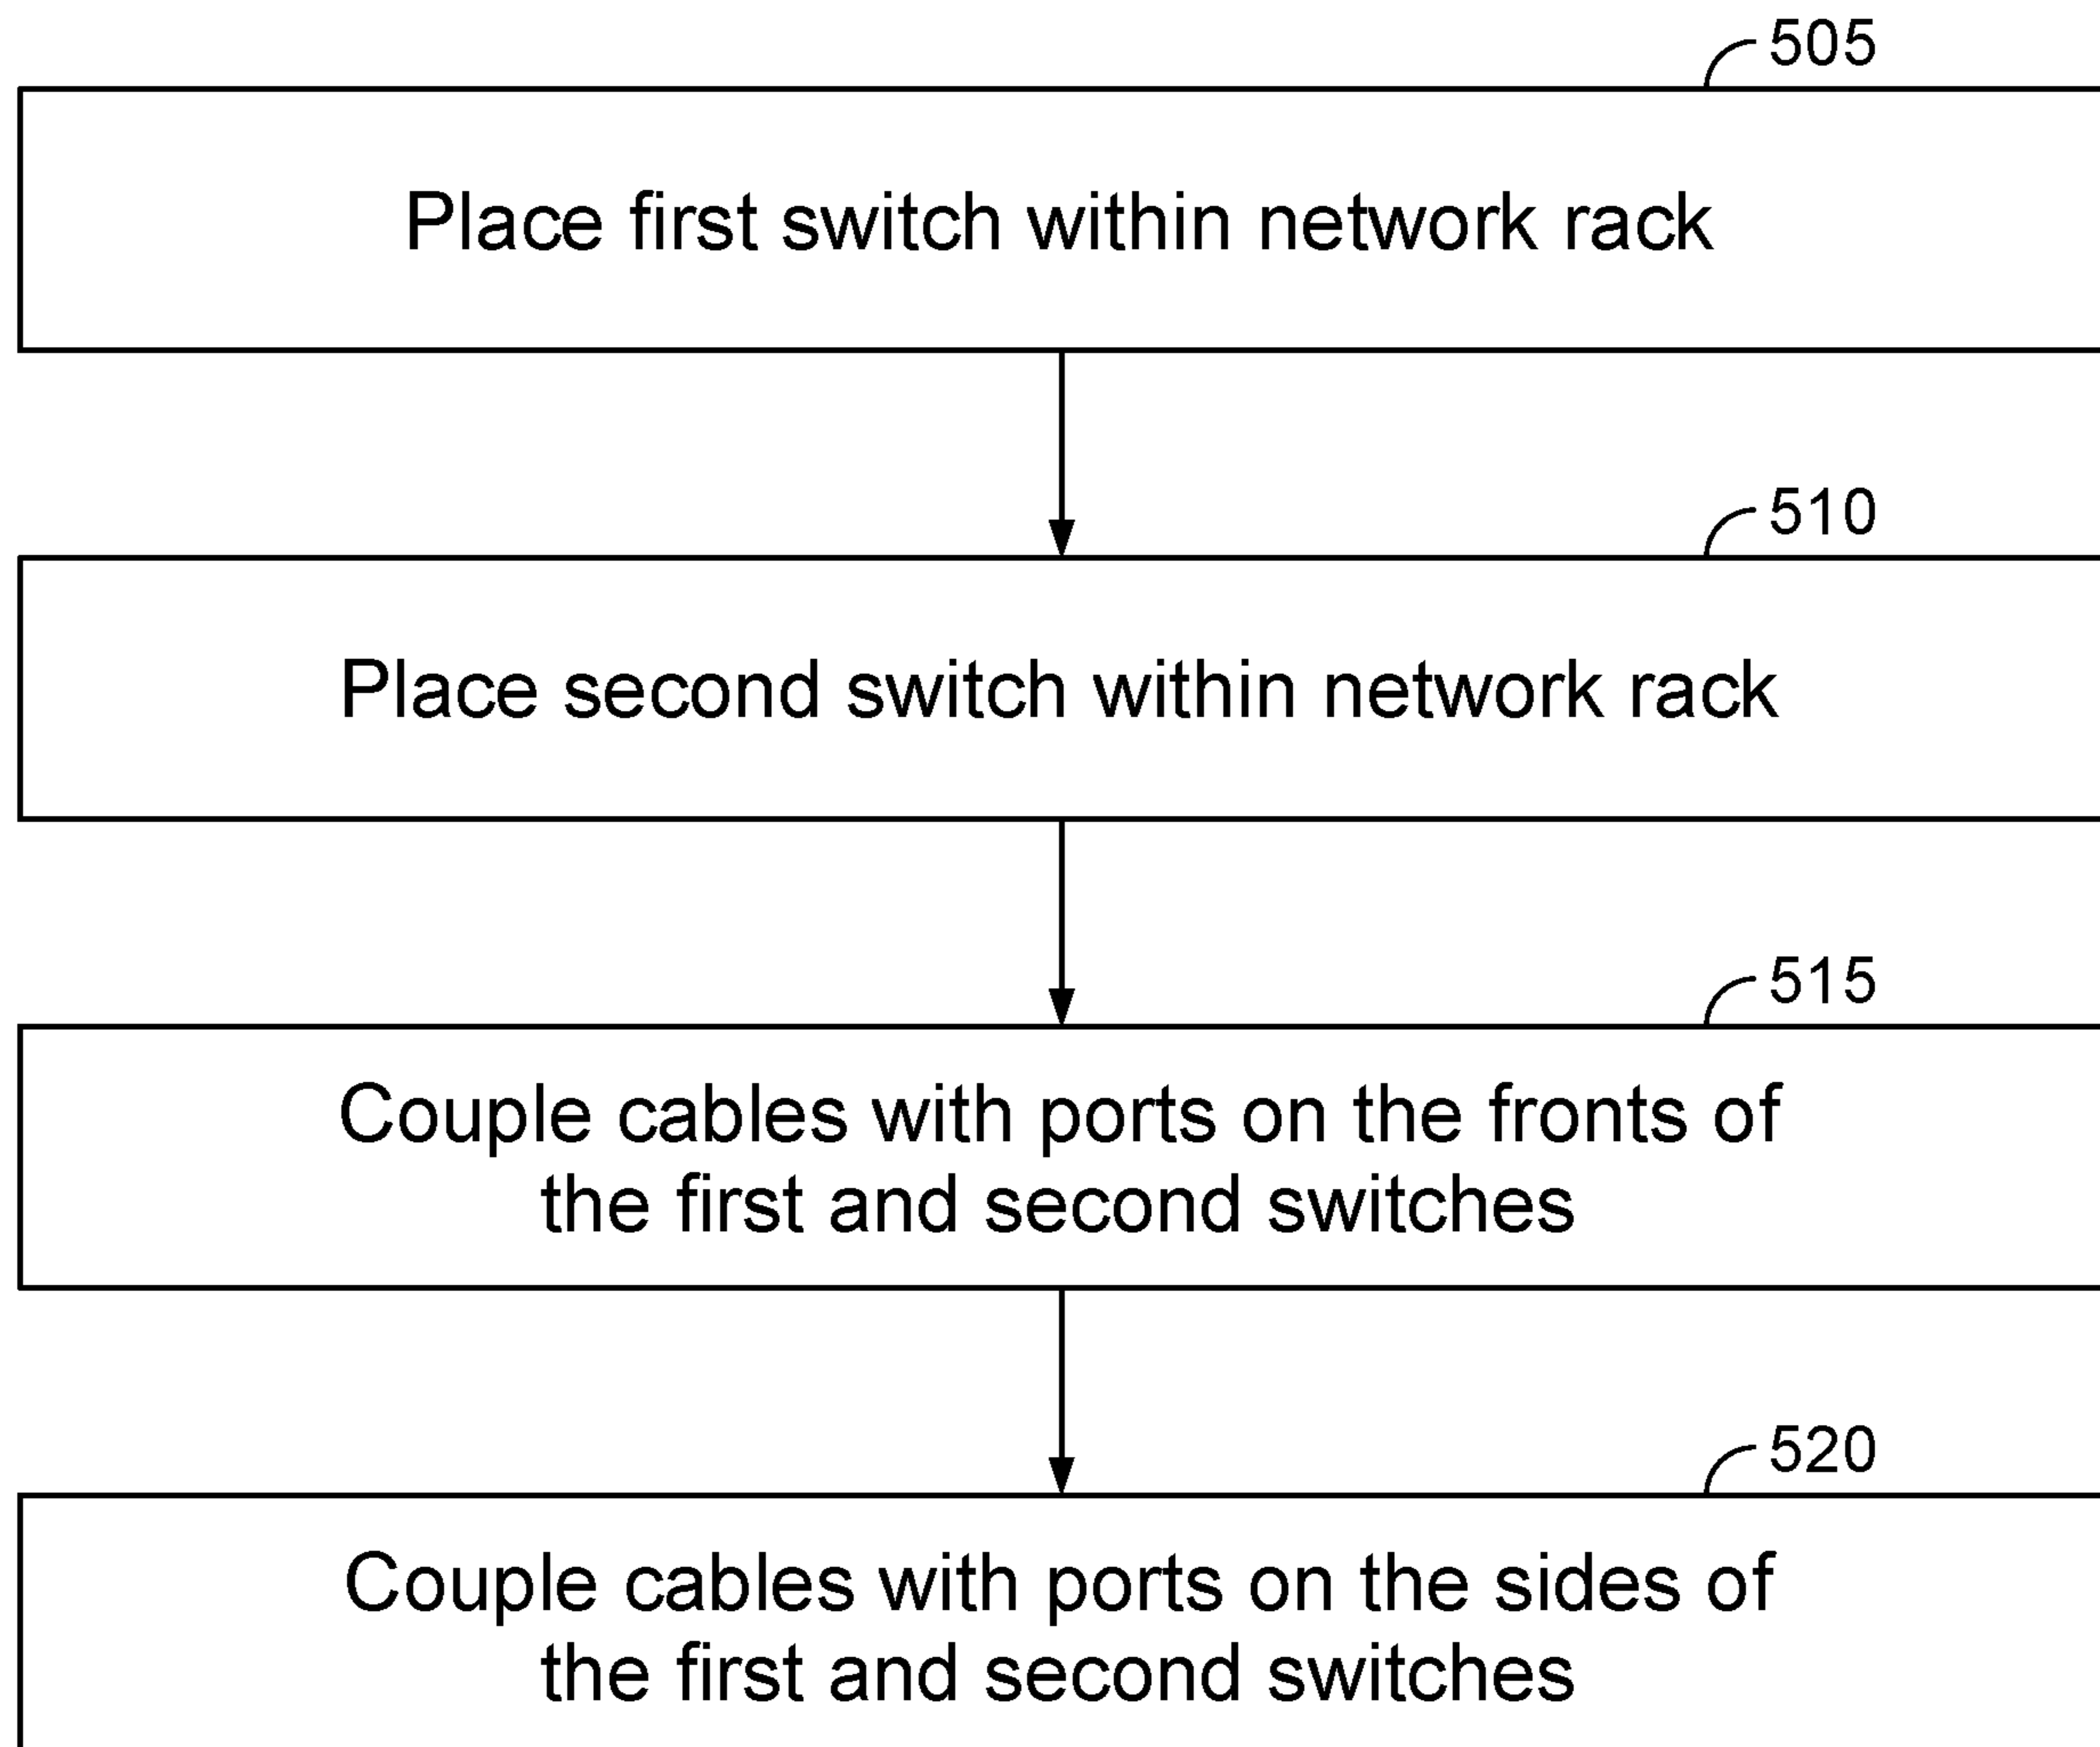 505
Place first switch within network rack
510
Place second switch within network rack
515
Couple cables with ports on the fronts of
the first and second switches
520
Couple cables with ports on the sides of
the first and second switches